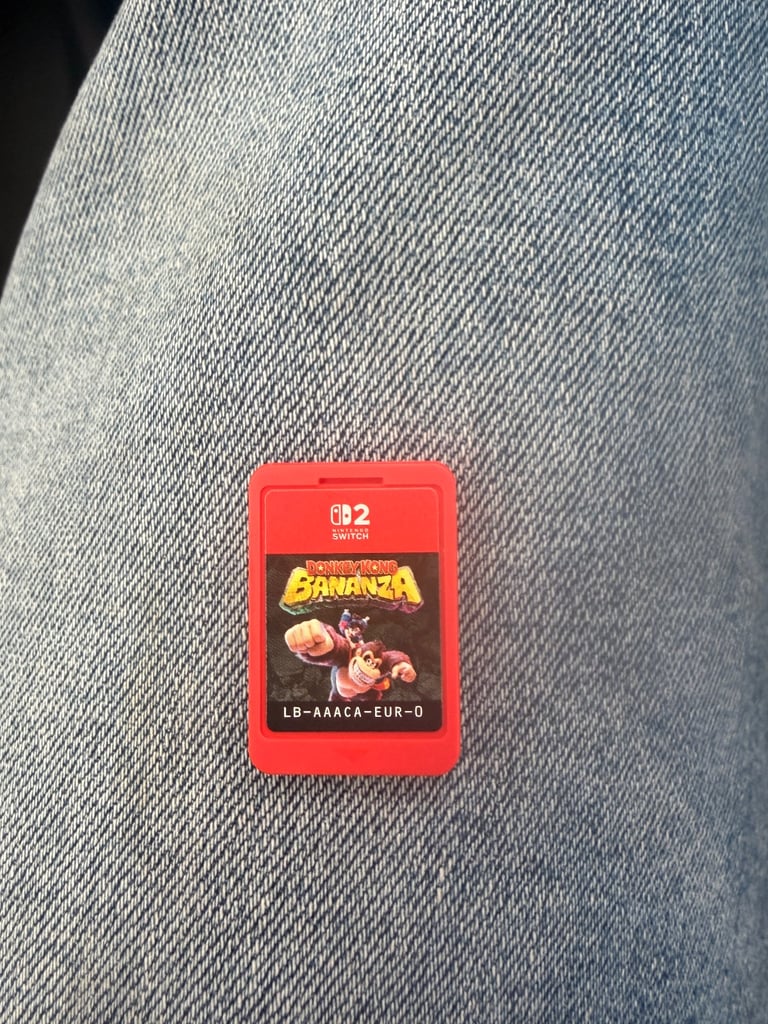 2
NINTENDO
SWITCH
DONKEY KONG
BANANZA
LB-AAACA-EUR-0